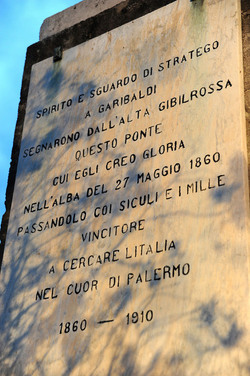 SPIRITO E SGUARDO DI STRATEGO
A GARIBALDI
SEGNARONO DALL'ALTA GIBILROSSA
QUESTO PONTE
CUI EGLI CREÒ GLORIA
NELL'ALBA DEL 27 MAGGIO 1860
PASSANDOLO COI SICULI E I MILLE
VINCITORE
A CERCARE L'ITALIA
NEL CUOR DI PALERMO
1860 — 1910